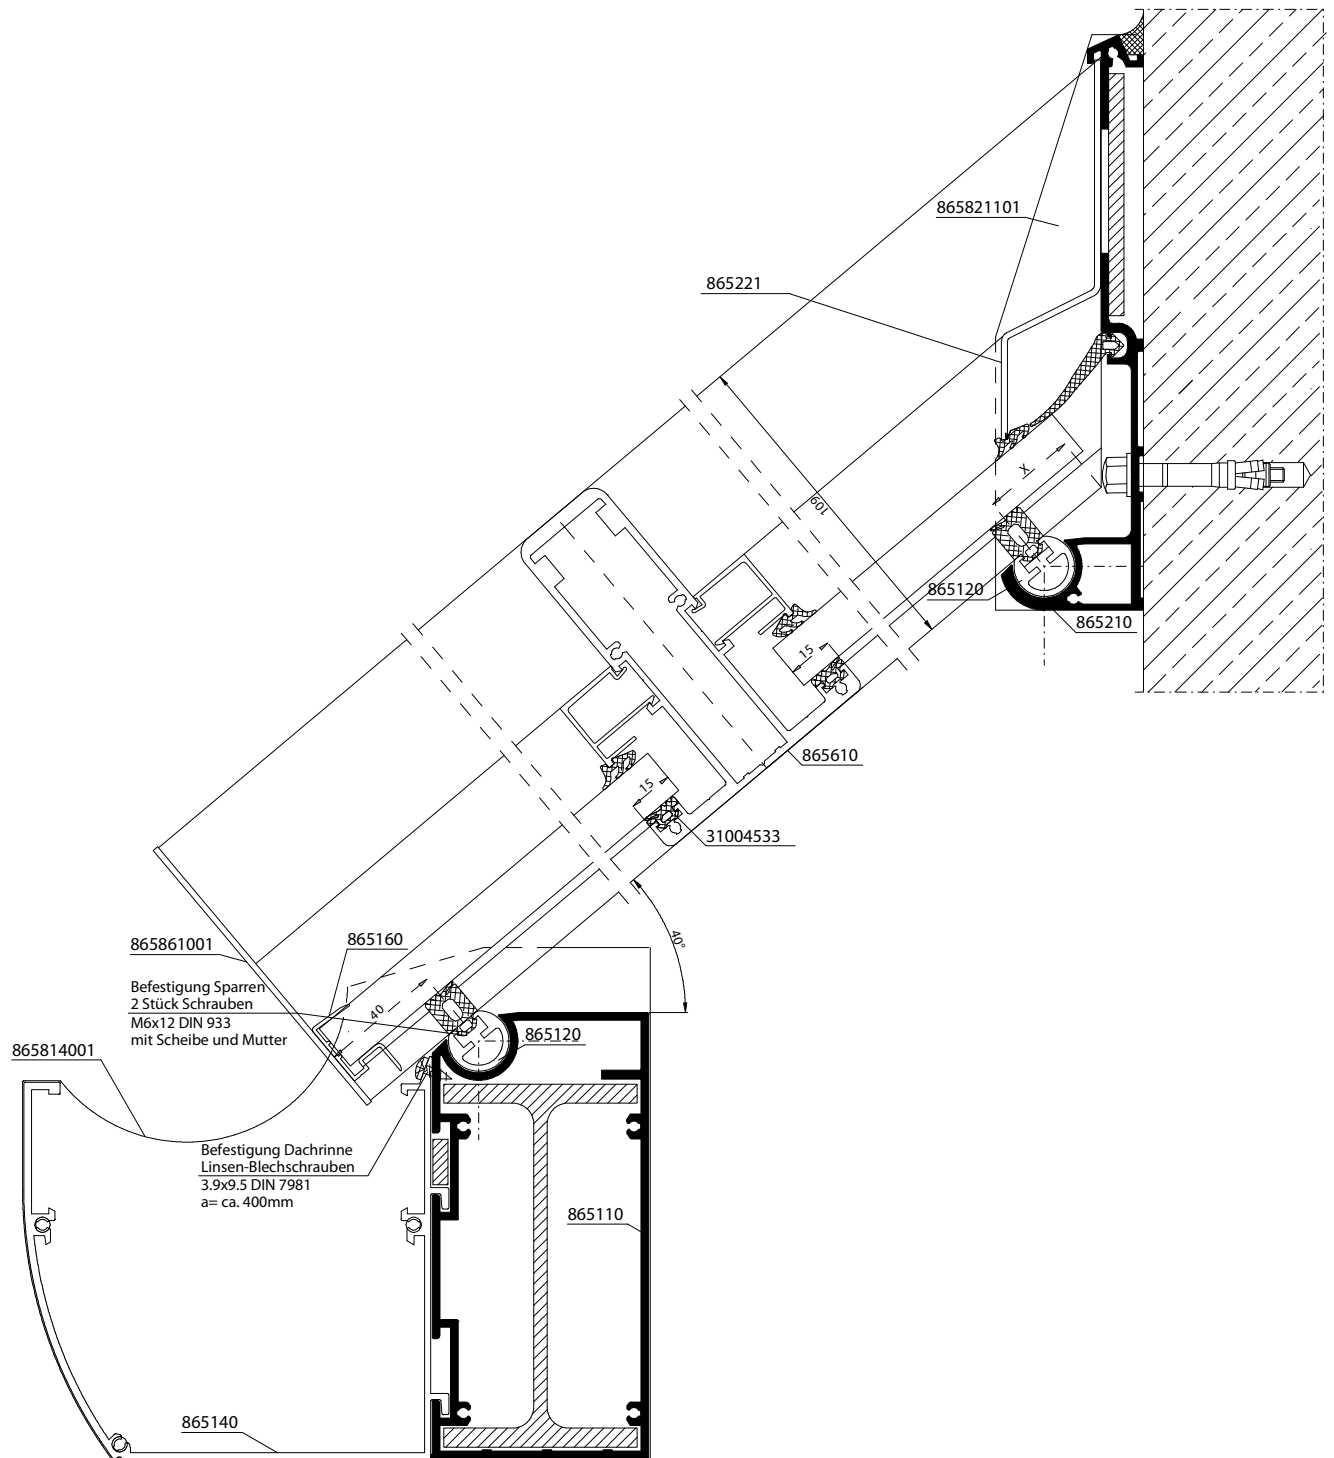 865821101
865221
X
109
865120
865210
15
865610
15
31004533
40°
865861001
865160
Befestigung Sparren
2 Stück Schrauben
M6x12 DIN 933
mit Scheibe und Mutter
40
865120
865814001
Befestigung Dachrinne
Linsen-Blechschrauben
3.9x9.5 DIN 7981
a= ca. 400mm
865110
865140